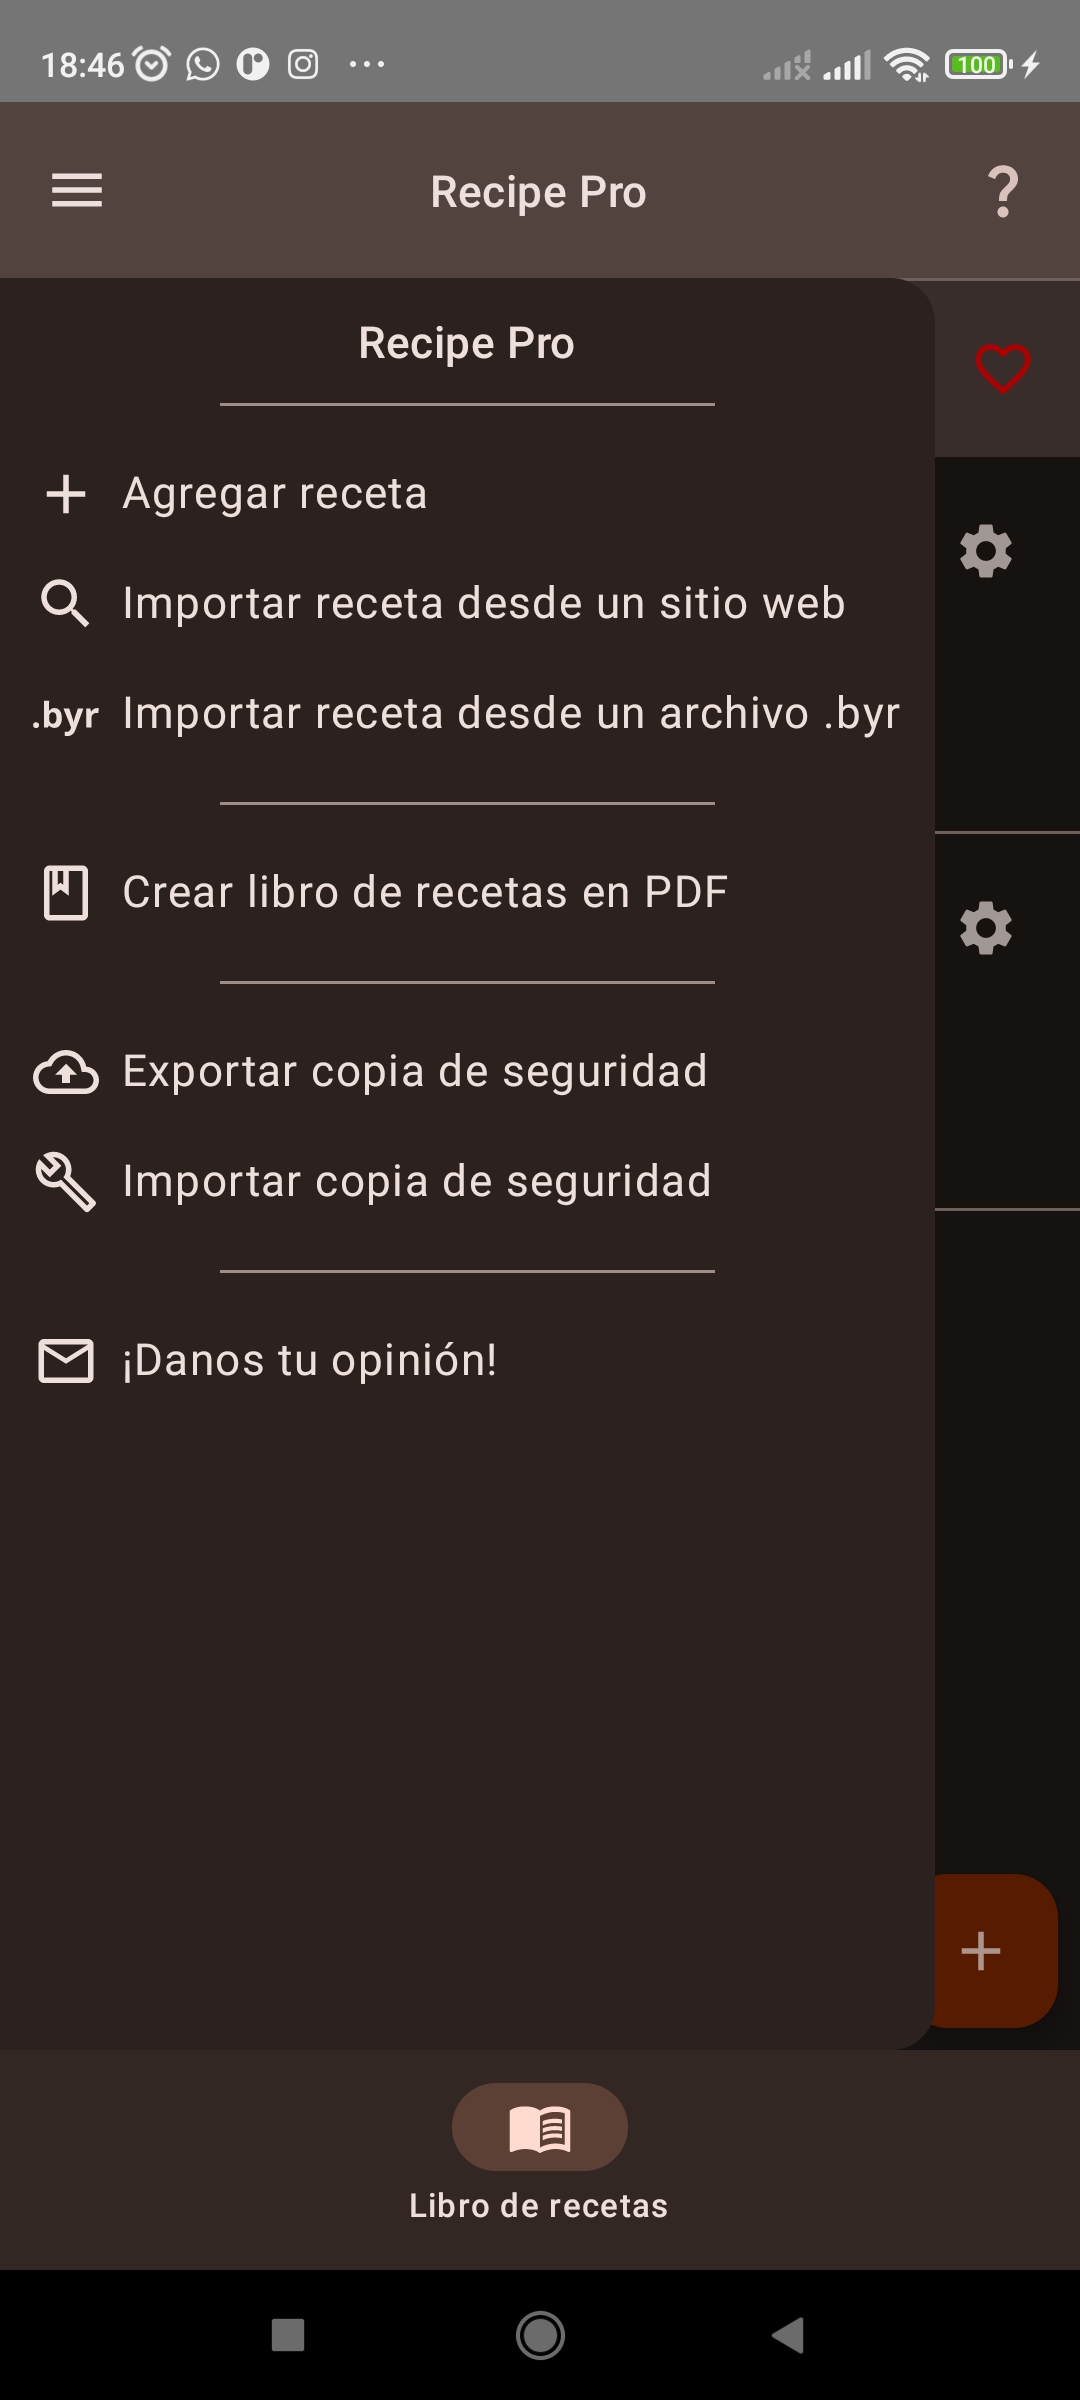 18:46
100
Recipe Pro
?
Recipe Pro
Agregar receta
Importar receta desde un sitio web
.byr Importar receta desde un archivo .byr
Crear libro de recetas en PDF
Exportar copia de seguridad
Importar copia de seguridad
¡Danos tu opinión!
Libro de recetas